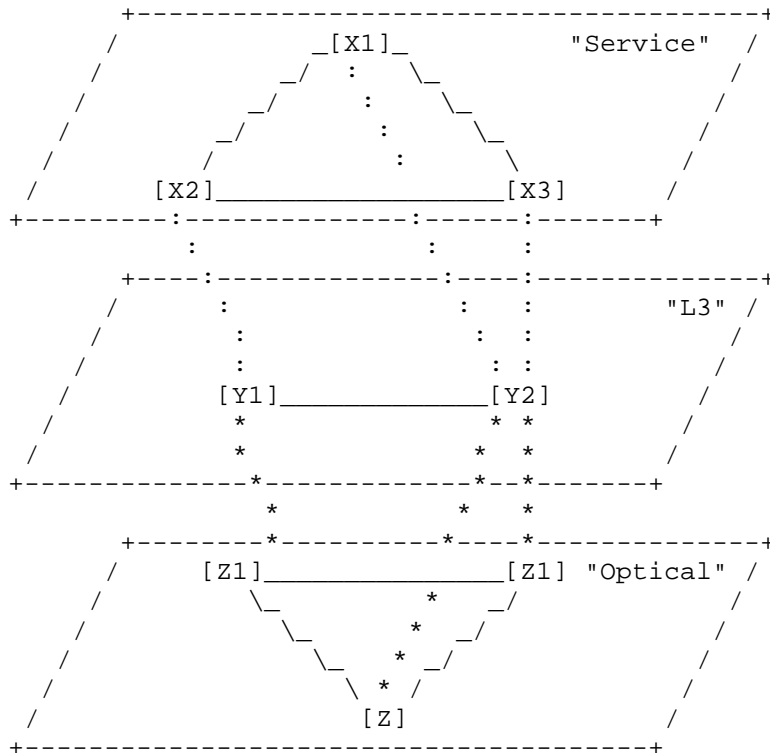 [X1] "Service"
[X2] [X3]
"L3"
[Y1] [Y2]
[Z1] [Z1] "Optical"
[Z]